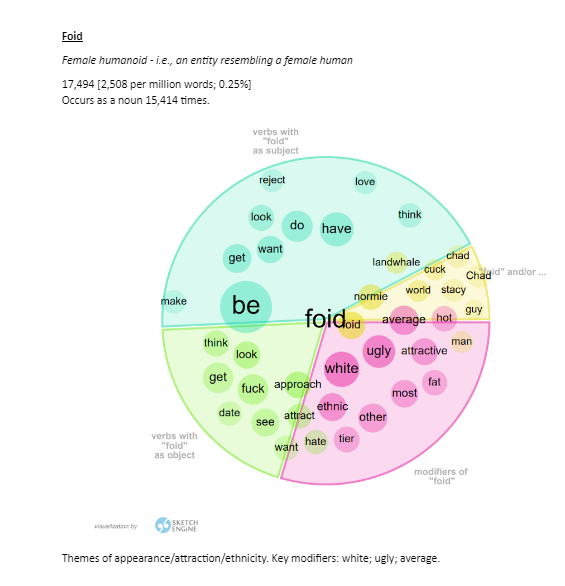 Foid
Female humanoid - i.e., an entity resembling a female human
17,494 [2,508 per million words; 0.25%]
Occurs as a noun 15,414 times.
verbs with
"foid"
as subject
reject
love
look
do
have
think
want
get
landwhale
cuck
chad
Chad
"foid" and/or ...
make
be
normie
world
stacy
guy
foid
foid
average
hot
man
think
look
ugly
attractive
white
get
fuck
approach
fat
most
date
see
attract
ethnic
other
want
hate
tier
verbs with
"foid"
as object
modifiers of
"foid"
visualization by
SKETCH
ENGINE
Themes of appearance/attraction/ethnicity. Key modifiers: white; ugly; average.